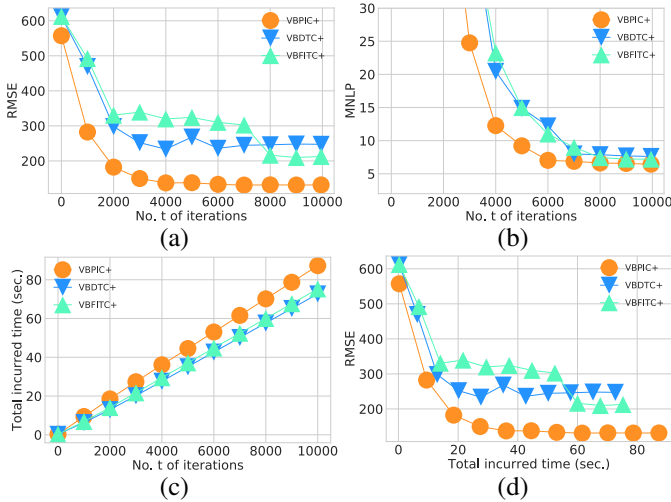 600
500
400
300
200
RMSE
VBPIC+
VBDTC+
VBFITC+
0 2000 4000 6000 8000 10000
No. t of iterations
(a)
30
25
20
15
10
5
MNLP
VBPIC+
VBDTC+
VBFITC+
0 2000 4000 6000 8000 10000
No. t of iterations
(b)
80
60
40
20
0
Total incurred time (sec.)
VBPIC+
VBDTC+
VBFITC+
0 2000 4000 6000 8000 10000
No. t of iterations
(c)
600
500
400
300
200
RMSE
VBPIC+
VBDTC+
VBFITC+
0 20 40 60 80
Total incurred time (sec.)
(d)